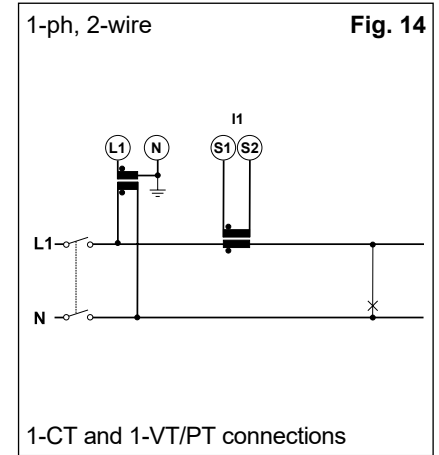 1-ph, 2-wire Fig. 14
I1
L1 N S1 S2
L1
N
1-CT and 1-VT/PT connections